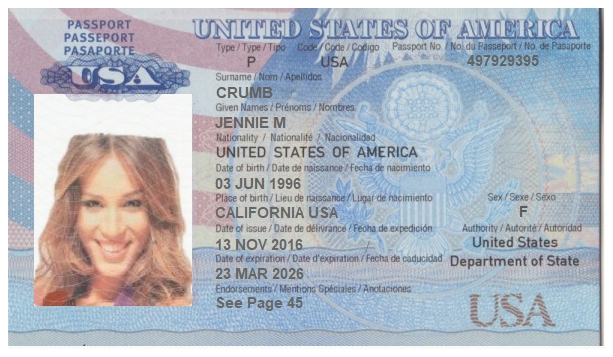 PASSPORT
PASSEPORT
PASAPORTE
USA
UNITED STATES OF AMERICA
Type / Type / Tipo Code / Code / Codigo Passport No. / No. du Passeport / No. de Pasaporte
P USA 497929395
Surname / Nom / Apellidos
CRUMB
Given Names / Prénoms / Nombres
JENNIE M
Nationality / Nationalité / Nacionalidad
UNITED STATES OF AMERICA
Date of birth / Date de naissance / Fecha de nacimiento
03 JUN 1996
Place of birth / Lieu de naissance / Lugar de nacimiento Sex / Sexe / Sexo
CALIFORNIA USA F
Date of issue / Date de délivrance / Fecha de expedición Authority / Autorité / Autoridad
13 NOV 2016 United States
Date of expiration / Date d'expiration / Fecha de caducidad Department of State
23 MAR 2026
Endorsements / Mentions Spéciales / Anotaciones
See Page 45
USA